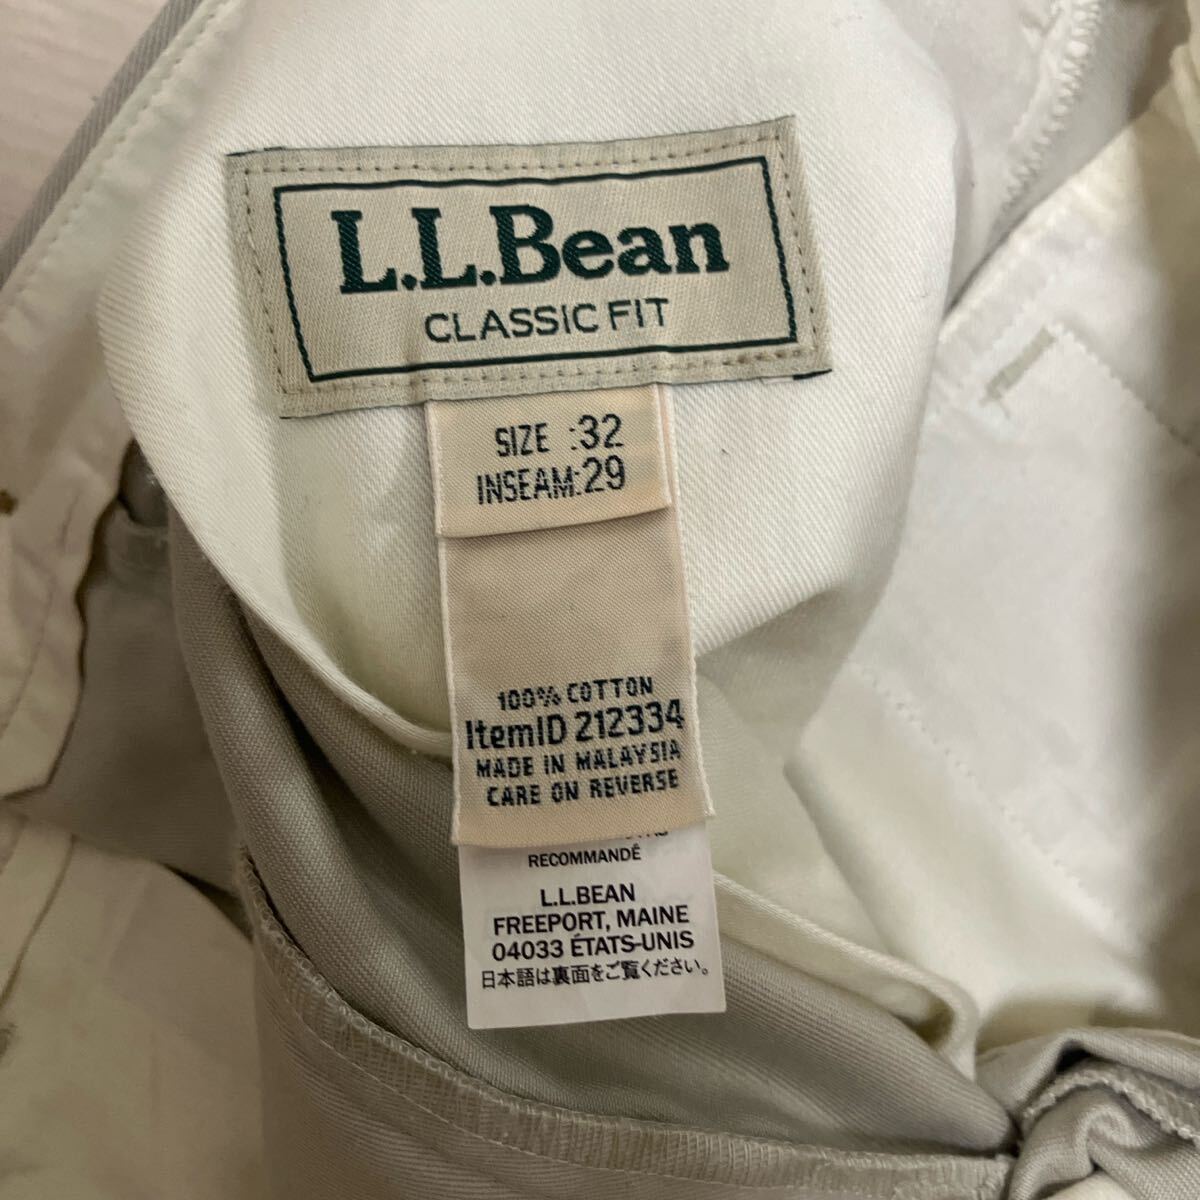 L.L.Bean
CLASSIC FIT
SIZE :32
INSEAM:29
100% COTTON
ItemID 212334
MADE IN MALAYSIA
CARE ON REVERSE
RECOMMANDÉ
L.L.BEAN
FREEPORT, MAINE
04033 ÉTATS-UNIS
日本語は裏面をご覧ください。